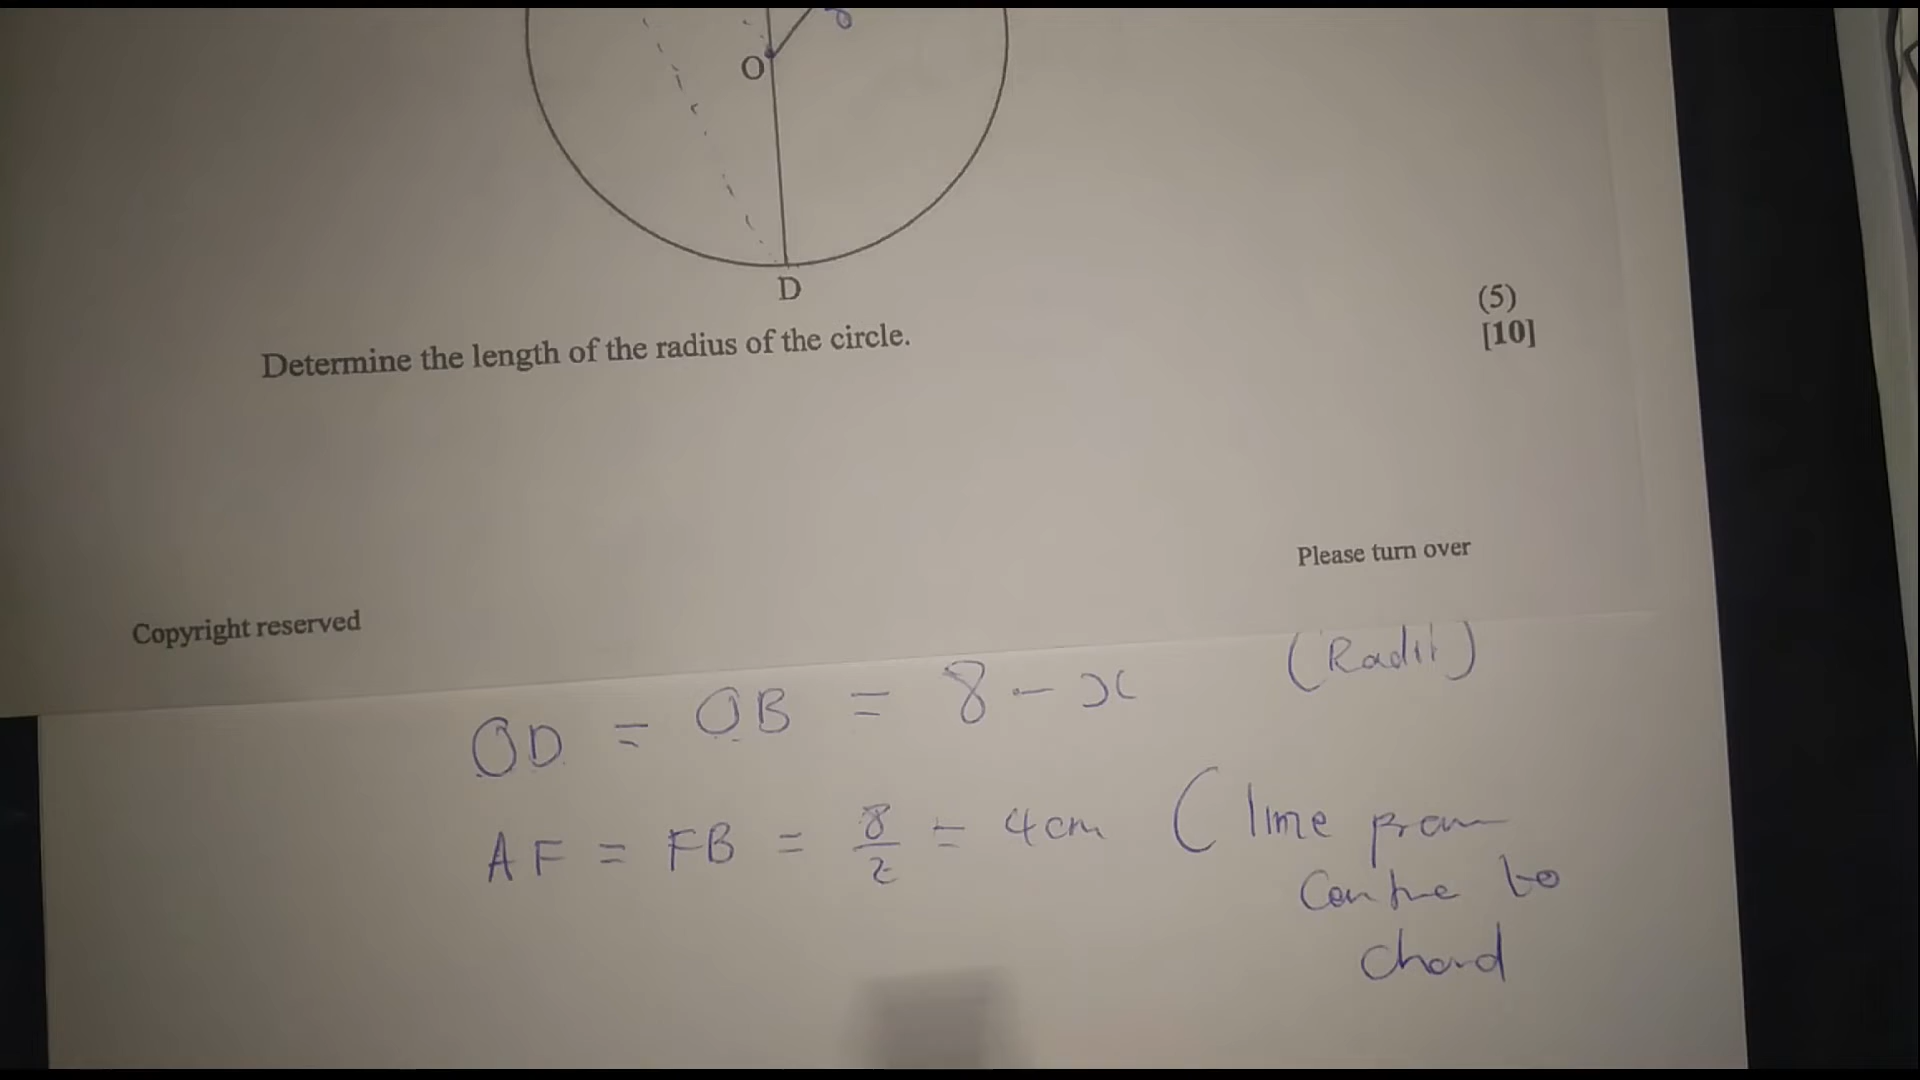 O
D
(5)
[10]
Determine the length of the radius of the circle.
Please turn over
Copyright reserved
OD = OB = 8 - x (Radii)
AF = FB = 8/2 = 4cm (line from
centre to
chord